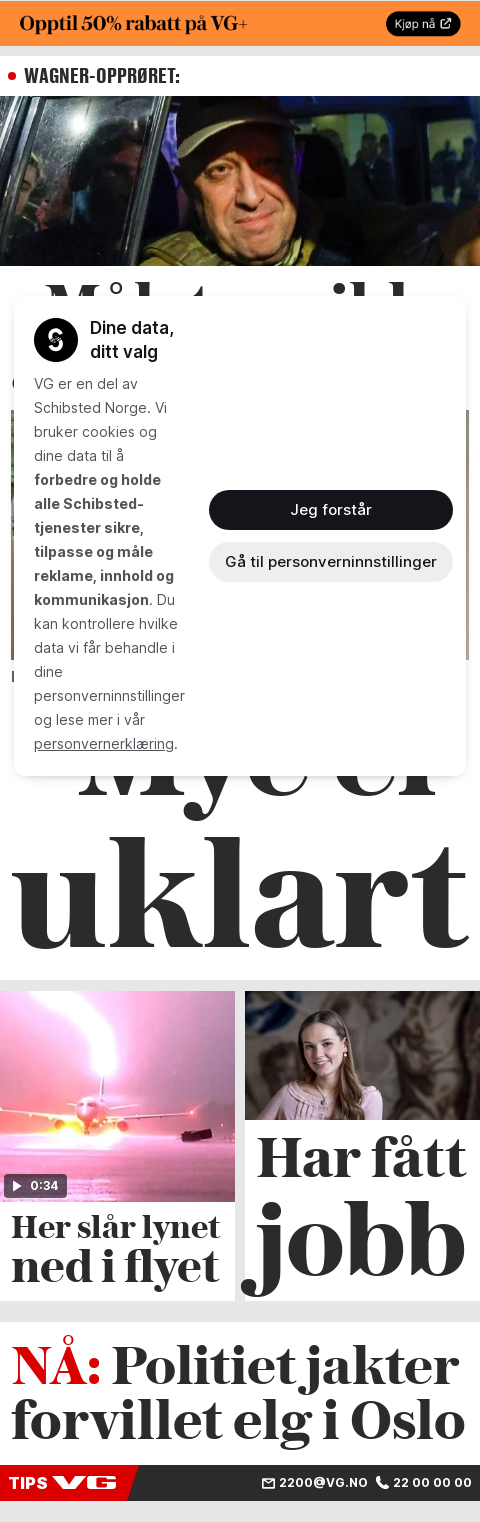 Opptil 50% rabatt på VG+
Kjøp nå
WAGNER-OPPRØRET:
Dine data,
ditt valg
VG er en del av
Schibsted Norge. Vi
bruker cookies og
dine data til å
forbedre og holde
alle Schibsted-
tjenester sikre,
tilpasse og måle
reklame, innhold og
kommunikasjon. Du
kan kontrollere hvilke
data vi får behandle i
dine
personverninnstillinger
og lese mer i vår
personvernerklæring.
Jeg forstår
Gå til personverninnstillinger
Mye er
uklart
0:34
Her slår lynet
ned i flyet
Har fått
jobb
NÅ: Politiet jakter
forvillet elg i Oslo
TIPS VG
2200@VG.NO 22 00 00 00